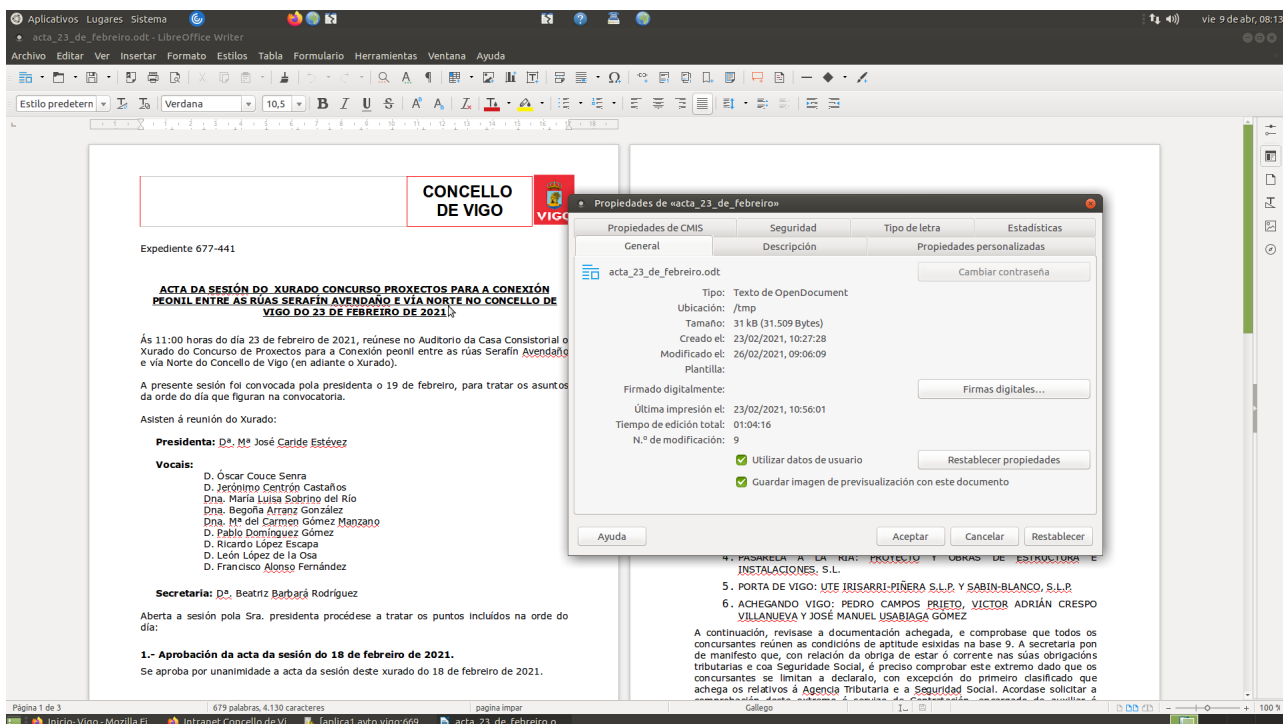 Aplicativos Lugares Sistema
vie 9 de abr, 08:13
acta_23_de_febreiro.odt - LibreOffice Writer
Archivo Editar Ver Insertar Formato Estilos Tabla Formulario Herramientas Ventana Ayuda
Estilo predetern Verdana 10,5
CONCELLO
DE VIGO
VIGO
Expediente 677-441
ACTA DA SESIÓN DO XURADO CONCURSO PROXECTOS PARA A CONEXIÓN
PEONIL ENTRE AS RÚAS SERAFÍN AVENDAÑO E VÍA NORTE NO CONCELLO DE
VIGO DO 23 DE FEBREIRO DE 2021
Ás 11:00 horas do día 23 de febreiro de 2021, reúnese no Auditorio da Casa Consistorial o
Xurado do Concurso de Proxectos para a Conexión peonil entre as rúas Serafín Avendaño
e vía Norte do Concello de Vigo (en adiante o Xurado).
A presente sesión foi convocada pola presidenta o 19 de febreiro, para tratar os asuntos
da orde do día que figuran na convocatoria.
Asisten á reunión do Xurado:
Presidenta: Dª. Mª José Caride Estévez
Vocais:
D. Óscar Couce Senra
D. Jerónimo Centrón Castaños
Dna. María Luisa Sobrino del Río
Dna. Begoña Arranz González
Dna. Mª del Carmen Gómez Manzano
D. Pablo Domínguez Gómez
D. Ricardo López Escapa
D. León López de la Osa
D. Francisco Alonso Fernández
Secretaria: Dª. Beatriz Barbará Rodríguez
Aberta a sesión pola Sra. presidenta procédese a tratar os puntos incluídos na orde do
día:
1.- Aprobación da acta da sesión do 18 de febreiro de 2021.
Se aproba por unanimidade a acta da sesión deste xurado do 18 de febreiro de 2021.
Propiedades de «acta_23_de_febreiro»
Propiedades de CMIS Seguridad Tipo de letra Estadísticas
General Descripción Propiedades personalizadas
acta_23_de_febreiro.odt Cambiar contraseña
Tipo: Texto de OpenDocument
Ubicación: /tmp
Tamaño: 31 kB (31.509 Bytes)
Creado el: 23/02/2021, 10:27:28
Modificado el: 26/02/2021, 09:06:09
Plantilla:
Firmado digitalmente: Firmas digitales...
Última impresión el: 23/02/2021, 10:56:01
Tiempo de edición total: 01:04:16
N.º de modificación: 9
Utilizar datos de usuario Restablecer propiedades
Guardar imagen de previsualización con este documento
Ayuda Aceptar Cancelar Restablecer
4. PASARELA A LA RIA: PROYECTO Y OBRAS DE ESTRUCTURA E
INSTALACIONES. S.L.
5. PORTA DE VIGO: UTE IRISARRI-PIÑERA S.L.P. Y SABIN-BLANCO, S.L.P.
6. ACHEGANDO VIGO: PEDRO CAMPOS PRIETO, VICTOR ADRIÁN CRESPO
VILLANUEVA Y JOSÉ MANUEL USABIAGA GÓMEZ
A continuación, revisase a documentación achegada, e comprobase que todos os
concursantes reúnen as condicións de aptitude esixidas na base 9. A secretaria pon
de manifesto que, con relación da obriga de estar ó corrente nas súas obrigacións
tributarias e coa Seguridade Social, é preciso comprobar este extremo dado que os
concursantes se limitan a declaralo, con excepción do primeiro clasificado que
achega os relativos á Agencia Tributaria e a Seguridad Social. Acordase solicitar a
Página 1 de 3 679 palabras, 4.130 caracteres pagina impar Gallego 100 %
Inicio-Vigo - Mozilla Fi... Intranet Concello de Vi... [aplica1.avto.vigo:669... acta_23_de_febreiro.o...